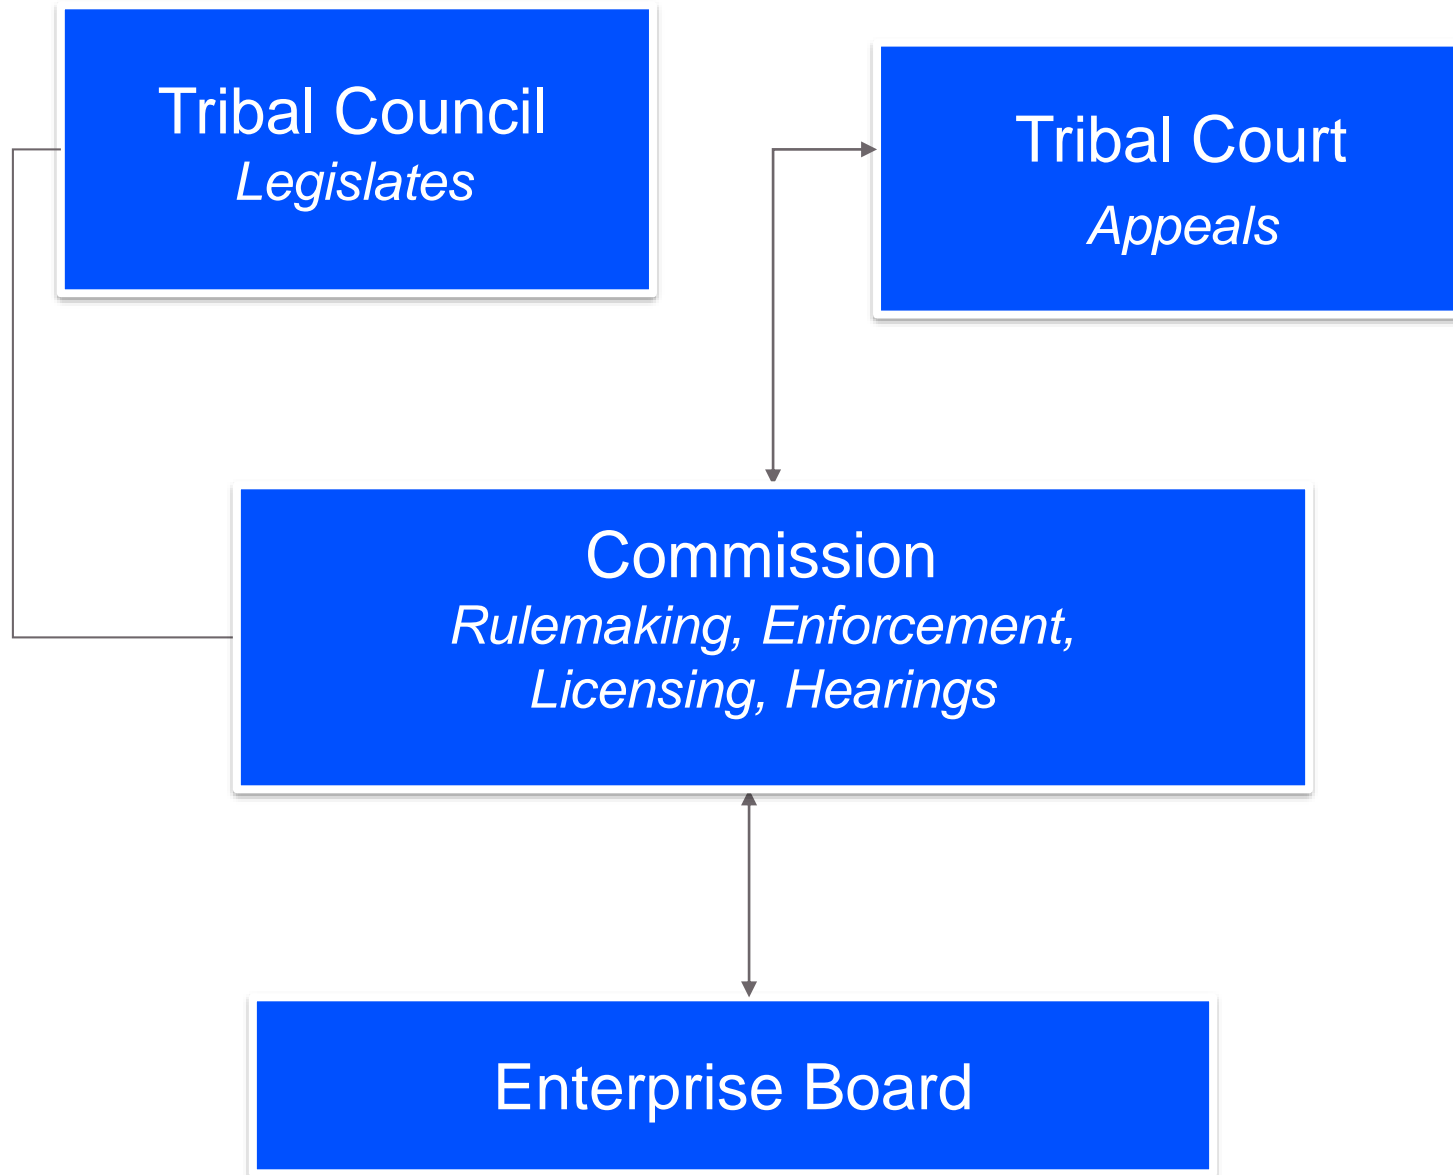 Tribal Council
Legislates
Tribal Court
Appeals
Commission
Rulemaking, Enforcement,
Licensing, Hearings
Enterprise Board